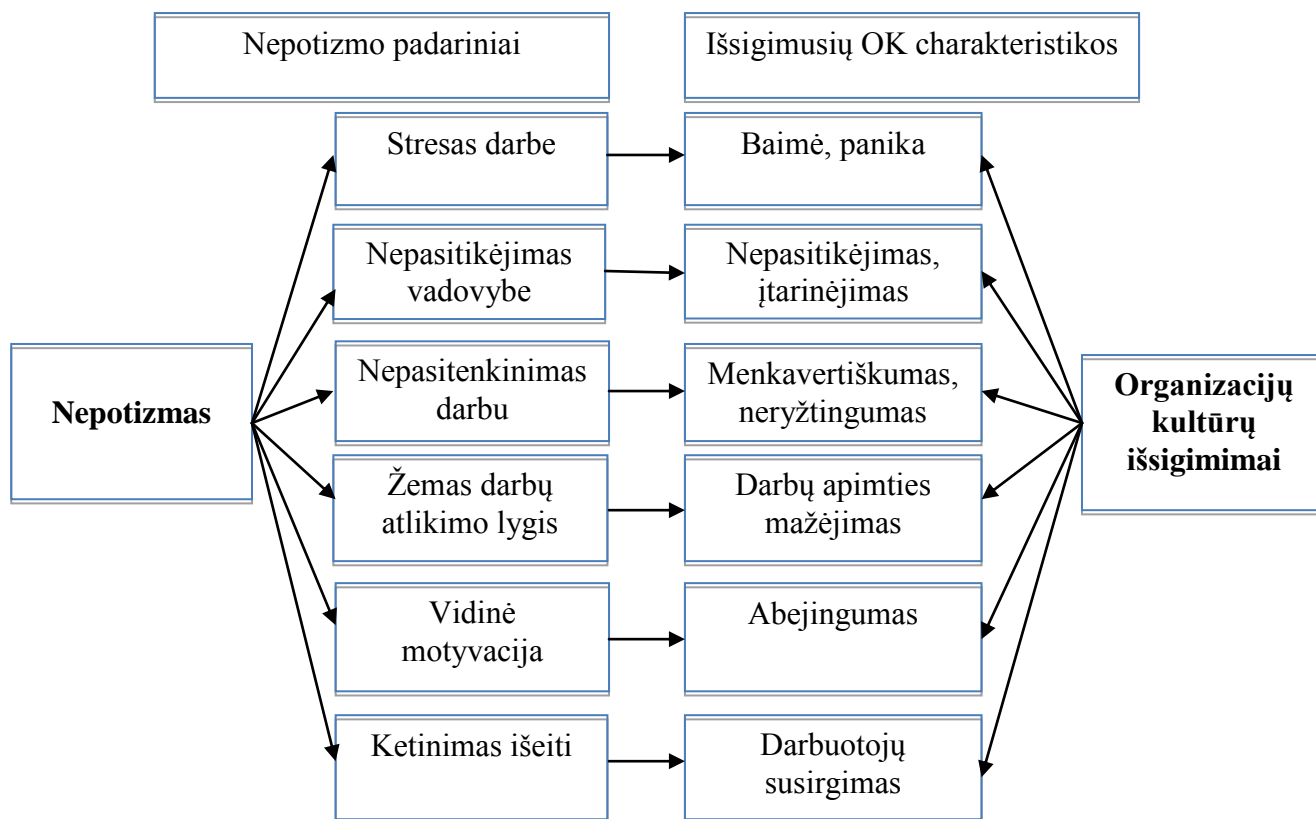 Nepotizmo padariniai
Išsigimusių OK charakteristikos
Stresas darbe
Baimė, panika
Nepasitikėjimas
vadovybe
Nepasitikėjimas,
įtarinėjimas
Nepotizmas
Nepasitenkinimas
darbu
Menkavertiškumas,
neryžtingumas
Organizacijų
kultūrų
išsigimimai
Žemas darbų
atlikimo lygis
Darbų apimties
mažėjimas
Vidinė
motyvacija
Abejingumas
Ketinimas išeiti
Darbuotojų
susirgimas